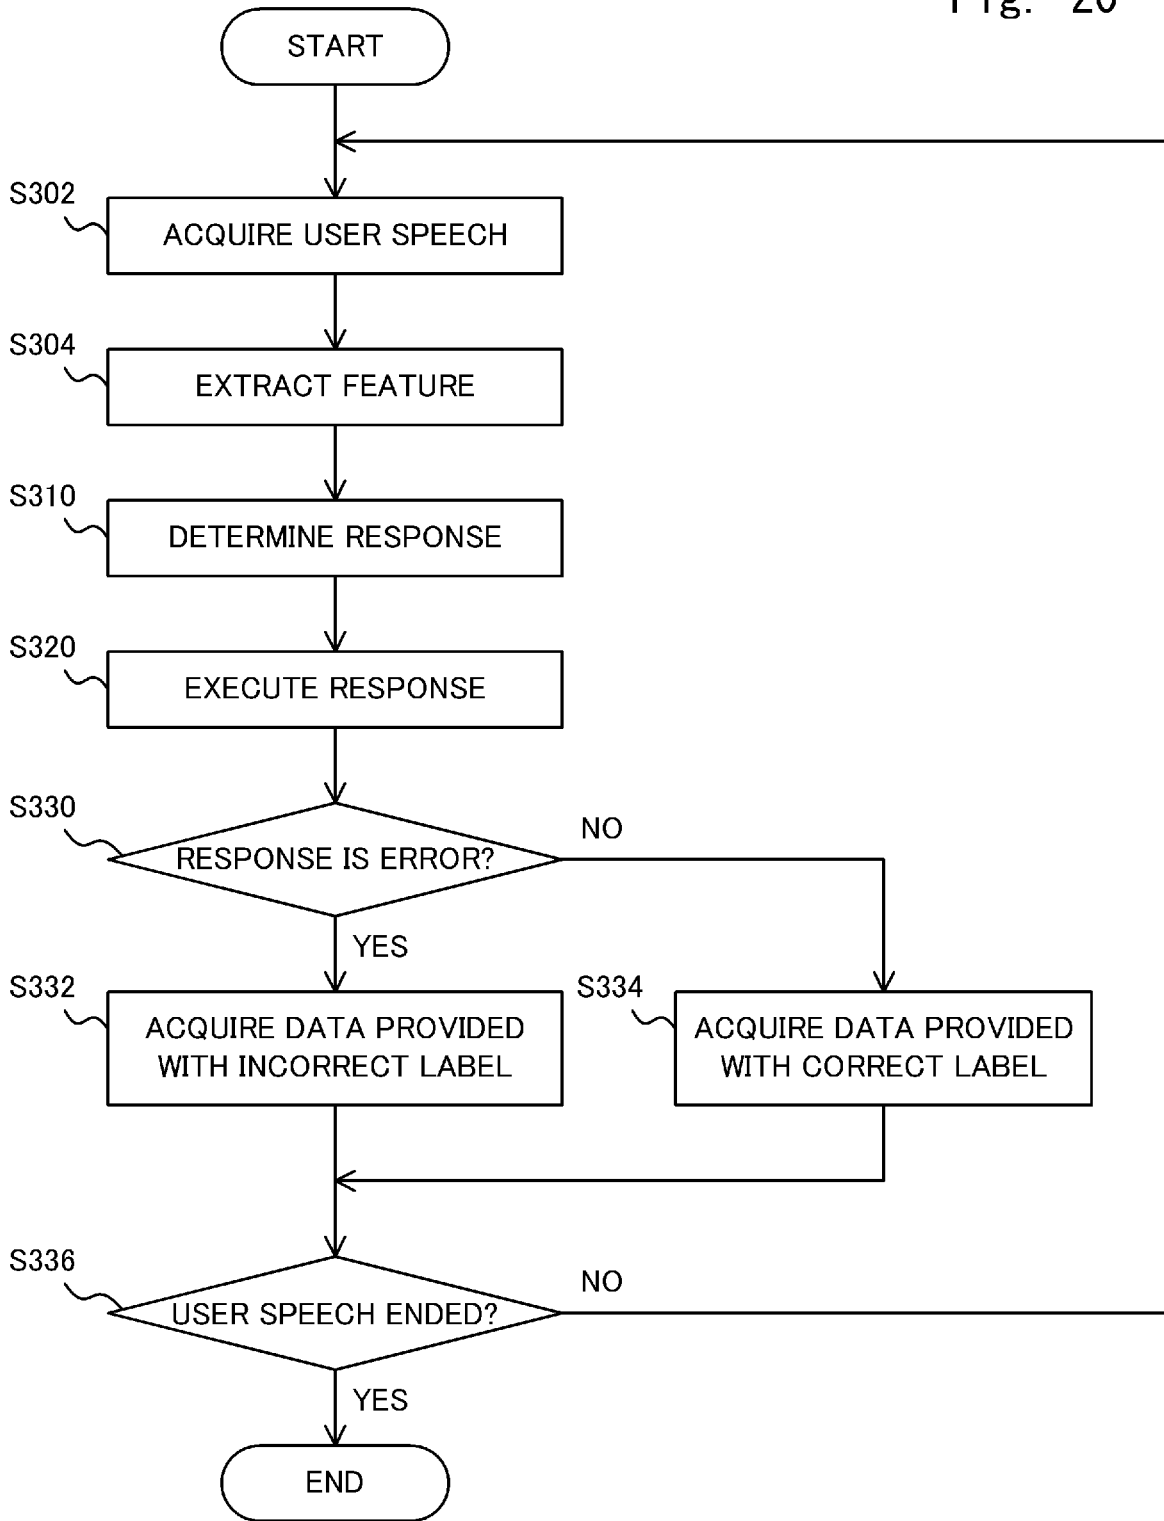 START
S302
ACQUIRE USER SPEECH
S304
EXTRACT FEATURE
S310
DETERMINE RESPONSE
S320
EXECUTE RESPONSE
S330
RESPONSE IS ERROR?
NO
YES
S332
ACQUIRE DATA PROVIDED
WITH INCORRECT LABEL
S334
ACQUIRE DATA PROVIDED
WITH CORRECT LABEL
S336
USER SPEECH ENDED?
NO
YES
END